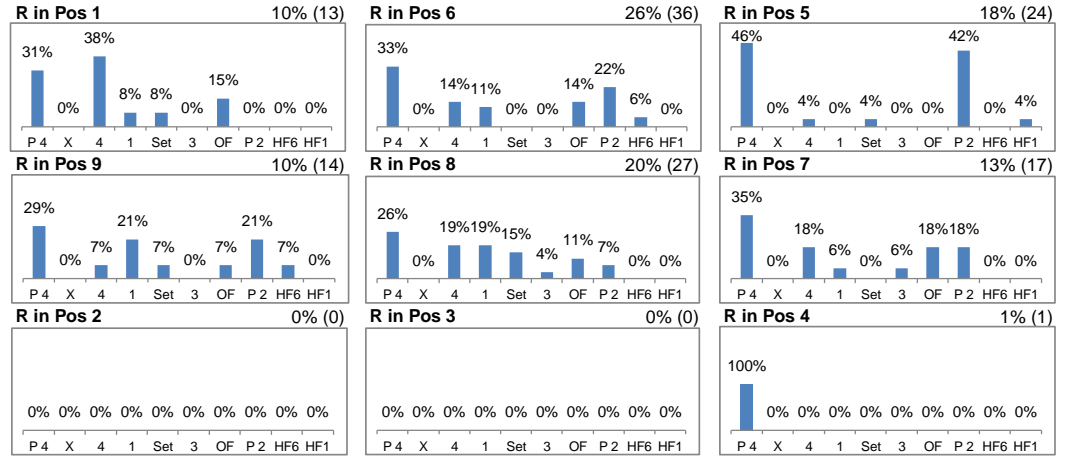 R in Pos 1 10% (13)
31% 0% 38% 8% 8% 0% 15% 0% 0% 0%
P 4 X 4 1 Set 3 OF P 2 HF6 HF1
R in Pos 6 26% (36)
33% 0% 14% 11% 0% 0% 14% 22% 6% 0%
P 4 X 4 1 Set 3 OF P 2 HF6 HF1
R in Pos 5 18% (24)
46% 0% 4% 0% 4% 0% 0% 42% 0% 4%
P 4 X 4 1 Set 3 OF P 2 HF6 HF1
R in Pos 9 10% (14)
29% 0% 7% 21% 7% 0% 7% 21% 7% 0%
P 4 X 4 1 Set 3 OF P 2 HF6 HF1
R in Pos 8 20% (27)
26% 0% 19% 19% 15% 4% 11% 7% 0% 0%
P 4 X 4 1 Set 3 OF P 2 HF6 HF1
R in Pos 7 13% (17)
35% 0% 18% 6% 0% 6% 18% 18% 0% 0%
P 4 X 4 1 Set 3 OF P 2 HF6 HF1
R in Pos 2 0% (0)
0% 0% 0% 0% 0% 0% 0% 0% 0% 0%
P 4 X 4 1 Set 3 OF P 2 HF6 HF1
R in Pos 3 0% (0)
0% 0% 0% 0% 0% 0% 0% 0% 0% 0%
P 4 X 4 1 Set 3 OF P 2 HF6 HF1
R in Pos 4 1% (1)
100% 0% 0% 0% 0% 0% 0% 0% 0% 0%
P 4 X 4 1 Set 3 OF P 2 HF6 HF1